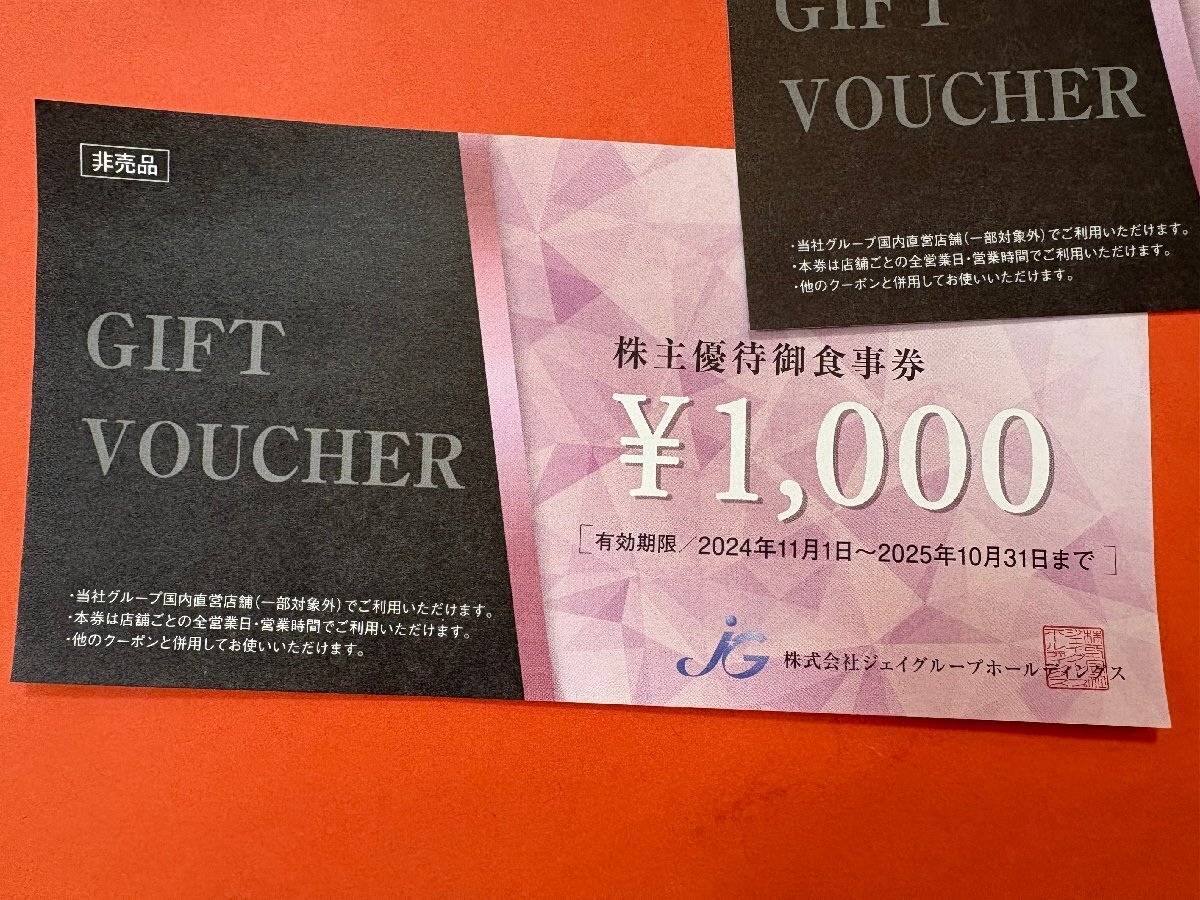 非売品
GIFT
VOUCHER
・当社グループ国内直営店舗(一部対象外)でご利用いただけます。
・本券は店舗ごとの全営業日・営業時間でご利用いただけます。
・他のクーポンと併用してお使いいただけます。
株主優待御食事券
¥1,000
[有効期限/2024年11月1日~2025年10月31日まで]
JG 株式会社ジェイグループホールディングス
GIFT
VOUCHER
・当社グループ国内直営店舗(一部対象外)でご利用いただけます。
・本券は店舗ごとの全営業日・営業時間でご利用いただけます。
・他のクーポンと併用してお使いいただけます。